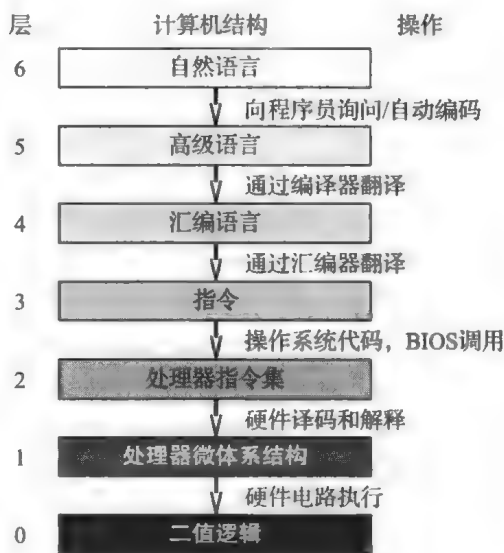 层 计算机结构 操作
6 自然语言
向程序员询问/自动编码
5 高级语言
通过编译器翻译
4 汇编语言
通过汇编器翻译
3 指令
操作系统代码，BIOS调用
2 处理器指令集
硬件译码和解释
1 处理器微体系结构
硬件电路执行
0 二值逻辑